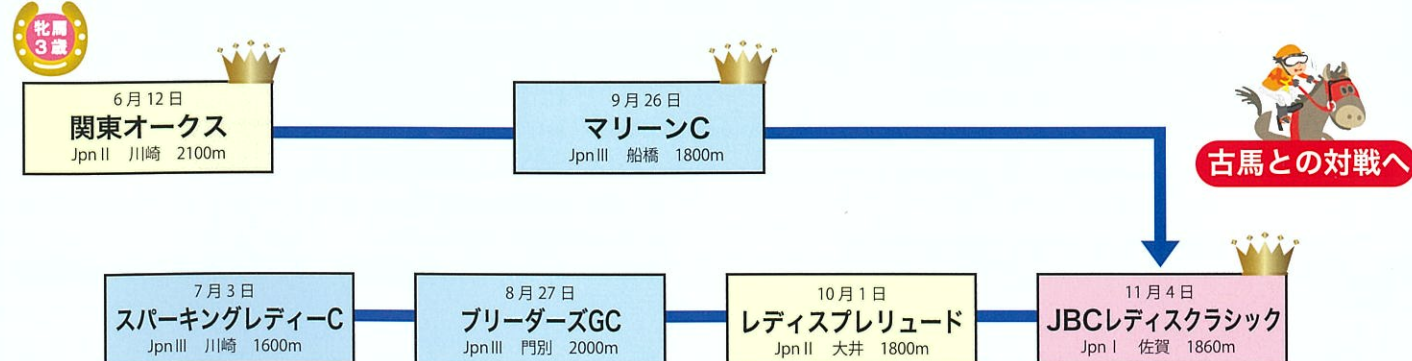 牝馬
3歳
6月12日
関東オークス
JpnⅡ 川崎 2100m
9月26日
マリーンC
JpnⅢ 船橋 1800m
古馬との対戦へ
7月3日
スパーキングレディーC
JpnⅢ 川崎 1600m
8月27日
ブリーダーズGC
JpnⅢ 門別 2000m
10月1日
レディスプレリュード
JpnⅡ 大井 1800m
11月4日
JBCレディスクラシック
JpnⅠ 佐賀 1860m